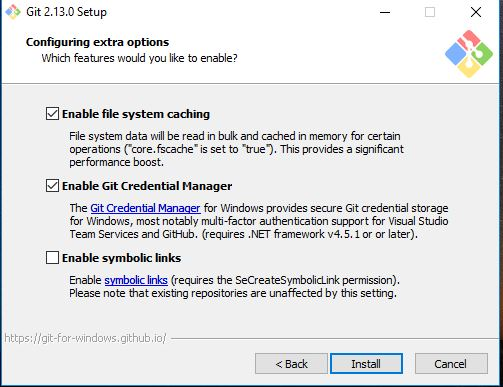 Git 2.13.0 Setup
Configuring extra options
Which features would you like to enable?
Enable file system caching
File system data will be read in bulk and cached in memory for certain
operations ("core.fscache" is set to "true"). This provides a significant
performance boost.
Enable Git Credential Manager
The Git Credential Manager for Windows provides secure Git credential storage
for Windows, most notably multi-factor authentication support for Visual Studio
Team Services and GitHub. (requires .NET framework v4.5.1 or or later).
Enable symbolic links
Enable symbolic links (requires the SeCreateSymbolicLink permission).
Please note that existing repositories are unaffected by this setting.
https://git-for-windows.github.io/
< Back
Install
Cancel